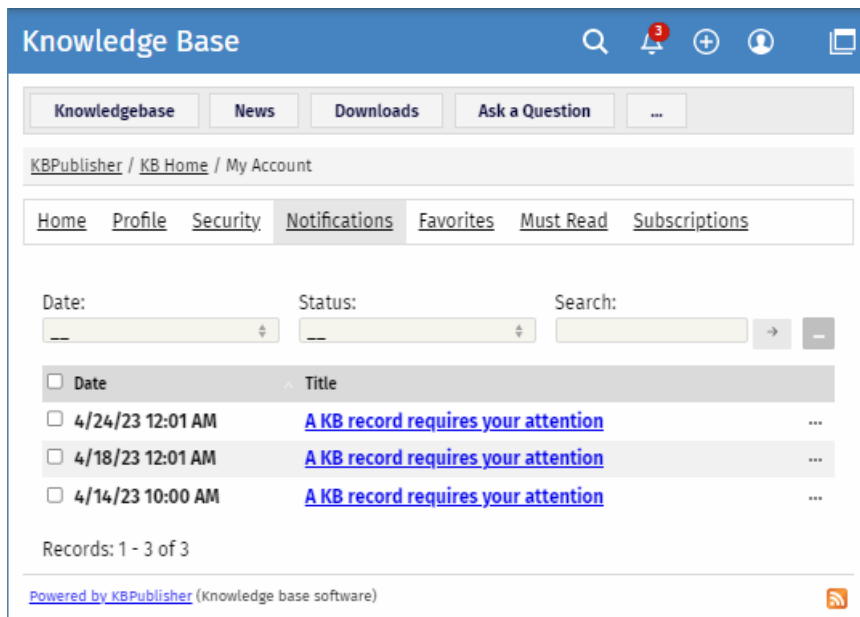 Knowledge Base 3
Knowledgebase News Downloads Ask a Question ...
KBPublisher / KB Home / My Account
Home Profile Security Notifications Favorites Must Read Subscriptions
Date: Status: Search:
__ __ → ...
Date Title
4/24/23 12:01 AM A KB record requires your attention ...
4/18/23 12:01 AM A KB record requires your attention ...
4/14/23 10:00 AM A KB record requires your attention ...
Records: 1 - 3 of 3
Powered by KBPublisher (Knowledge base software)